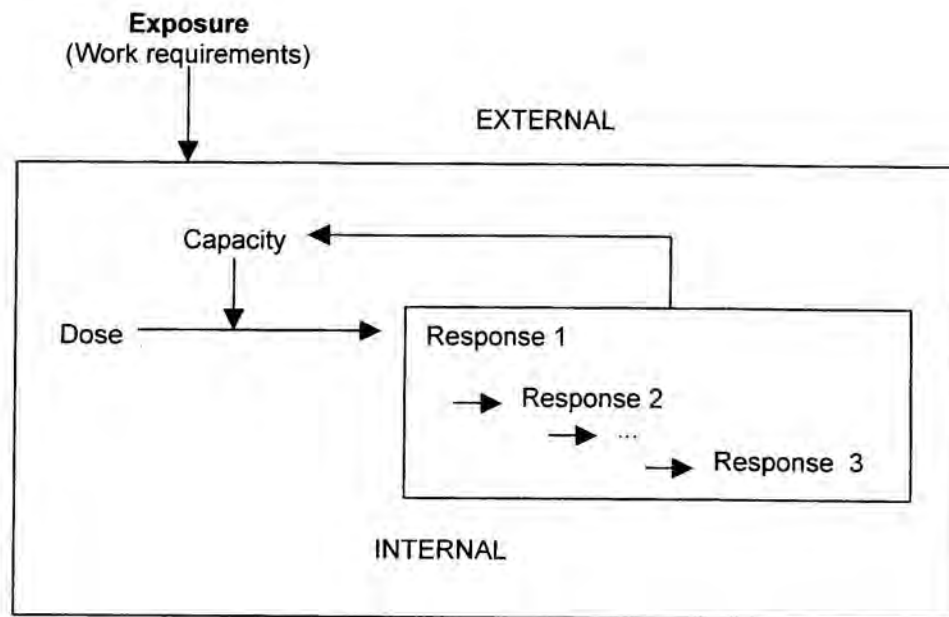 Exposure
(Work requirements)
EXTERNAL
Capacity
Dose
Response 1
Response 2
...
Response 3
INTERNAL